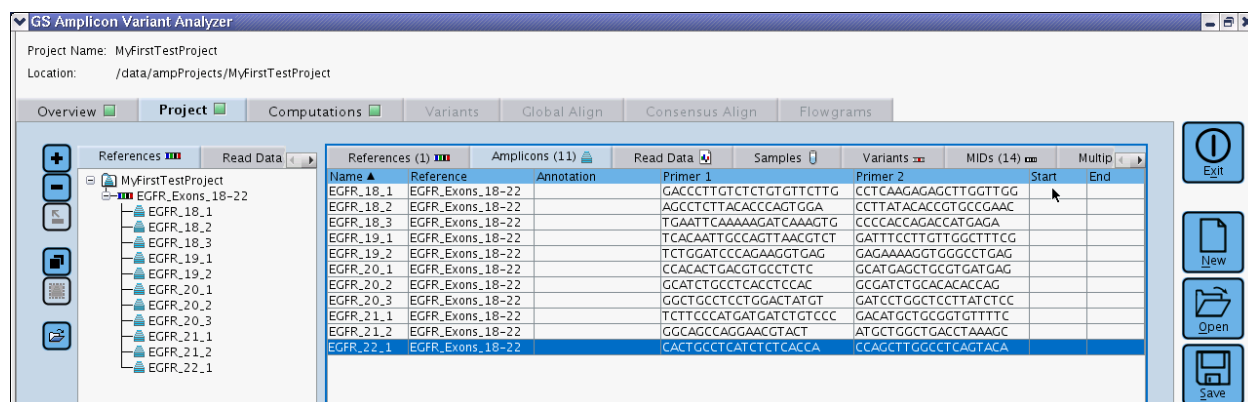 GS Amplicon Variant Analyzer
Project Name: MyFirstTestProject
Location: /data/ampProjects/MyFirstTestProject
Overview Project Computations Variants Global Align Consensus Align Flowgrams
References Read Data
MyFirstTestProject
EGFR_Exons_18-22
EGFR_18_1
EGFR_18_2
EGFR_18_3
EGFR_19_1
EGFR_19_2
EGFR_20_1
EGFR_20_2
EGFR_20_3
EGFR_21_1
EGFR_21_2
EGFR_22_1
References (1) Amplicons (11) Read Data Samples Variants MIDs (14) Multip
Name Reference Annotation Primer 1 Primer 2 Start End
EGFR_18_1 EGFR_Exons_18-22 GACCCTTGTCTCTGTGTTCTTG CCTCAAGAGAGCTTGGTTGG
EGFR_18_2 EGFR_Exons_18-22 AGCCTCTTACACCCAGTGGA CCTTATACACCGTGCCGAAC
EGFR_18_3 EGFR_Exons_18-22 TGAATTCAAAAAGATCAAAGTG CCCCACCAGACCATGAGA
EGFR_19_1 EGFR_Exons_18-22 TCACAATTGCCAGTTAACGTCT GATTTCCTTGTTGGCTTTCG
EGFR_19_2 EGFR_Exons_18-22 TCTGGATCCCAGAAGGTGAG GAGAAAAGGTGGGCCTGAG
EGFR_20_1 EGFR_Exons_18-22 CCACACTGACGTGCCTCTC GCATGAGCTGCGTGATGAG
EGFR_20_2 EGFR_Exons_18-22 GCATCTGCCTCACCTCCAC GCGATCTGCACACACCAG
EGFR_20_3 EGFR_Exons_18-22 GGCTGCCTCCTGGACTATGT GATCCTGGCTCCTTATCTCC
EGFR_21_1 EGFR_Exons_18-22 TCTTCCCATGATGATCTGTCCC GACATGCTGCGGTGTTTTC
EGFR_21_2 EGFR_Exons_18-22 GGCAGCCAGGAACGTACT ATGCTGGCTGACCTAAAGC
EGFR_22_1 EGFR_Exons_18-22 CACTGCCTCATCTCTCACCA CCAGCTTGGCCTCAGTACA
Exit
New
Open
Save